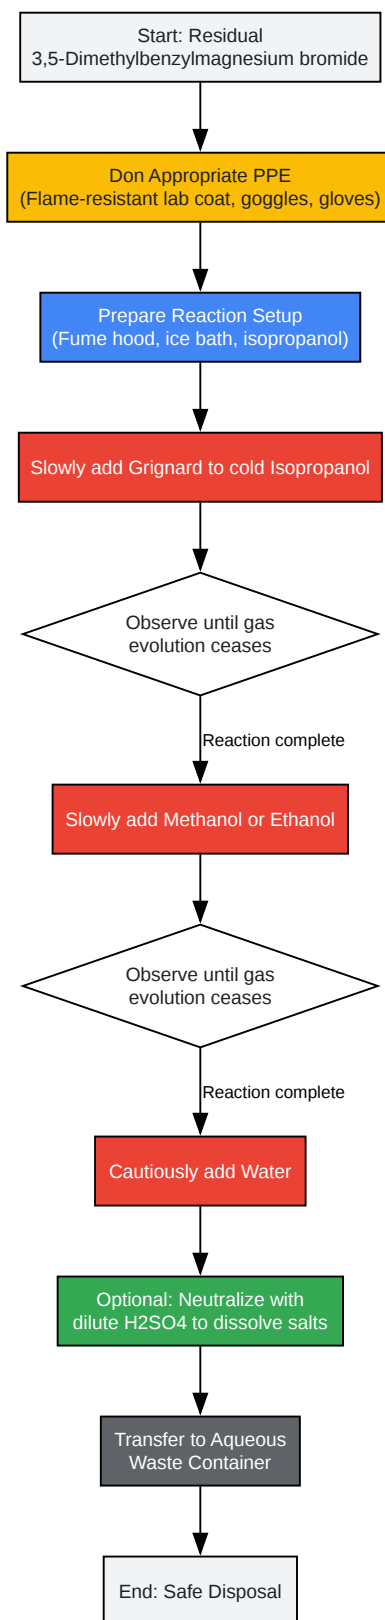 Start: Residual
3,5-Dimethylbenzylmagnesium bromide
Don Appropriate PPE
(Flame-resistant lab coat, goggles, gloves)
Prepare Reaction Setup
(Fume hood, ice bath, isopropanol)
Slowly add Grignard to cold Isopropanol
Observe until gas
evolution ceases
Reaction complete
Slowly add Methanol or Ethanol
Observe until gas
evolution ceases
Reaction complete
Cautiously add Water
Optional: Neutralize with
dilute H2SO4 to dissolve salts
Transfer to Aqueous
Waste Container
End: Safe Disposal